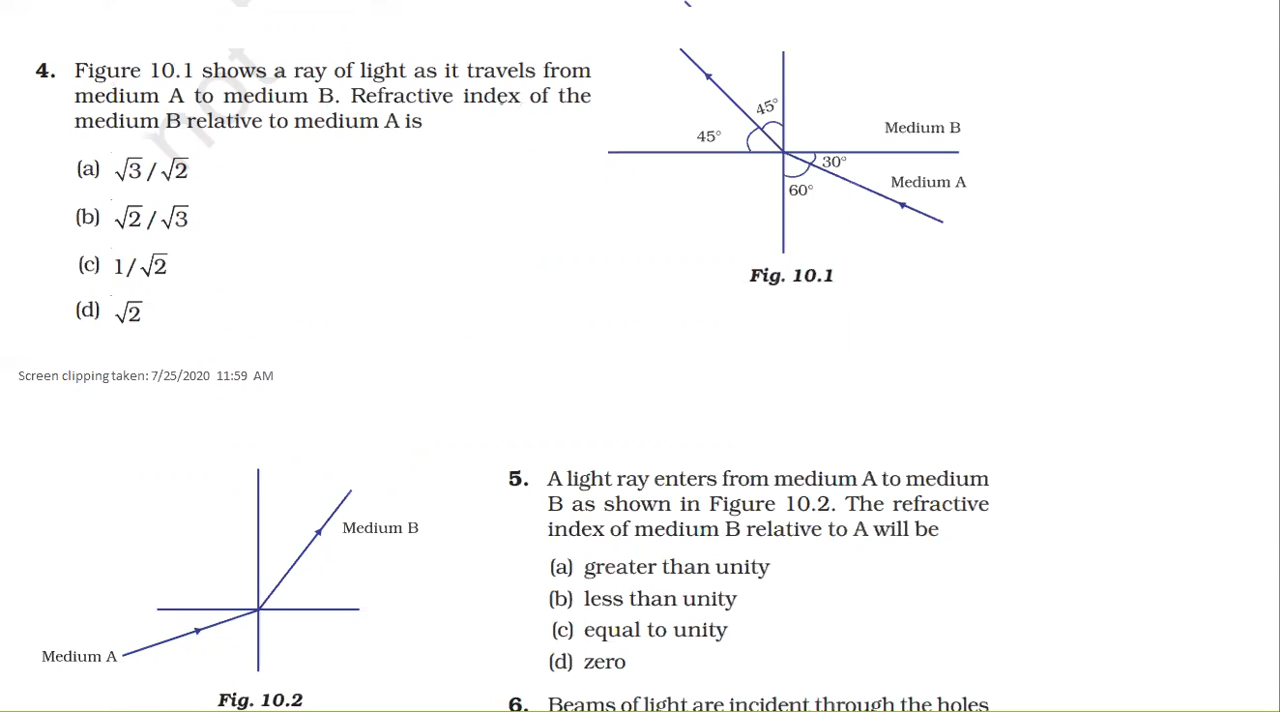 4. Figure 10.1 shows a ray of light as it travels from
medium A to medium B. Refractive index of the
medium B relative to medium A is
(a) √3 / √2
(b) √2 / √3
(c) 1/ √2
(d) √2
45°
45°
Medium B
30°
Medium A
60°
Fig. 10.1
not
Screen clipping taken: 7/25/2020 11:59 AM
Medium B
Medium A
Fig. 10.2
5. A light ray enters from medium A to medium
B as shown in Figure 10.2. The refractive
index of medium B relative to A will be
(a) greater than unity
(b) less than unity
(c) equal to unity
(d) zero
6. Beams of light are incident through the holes